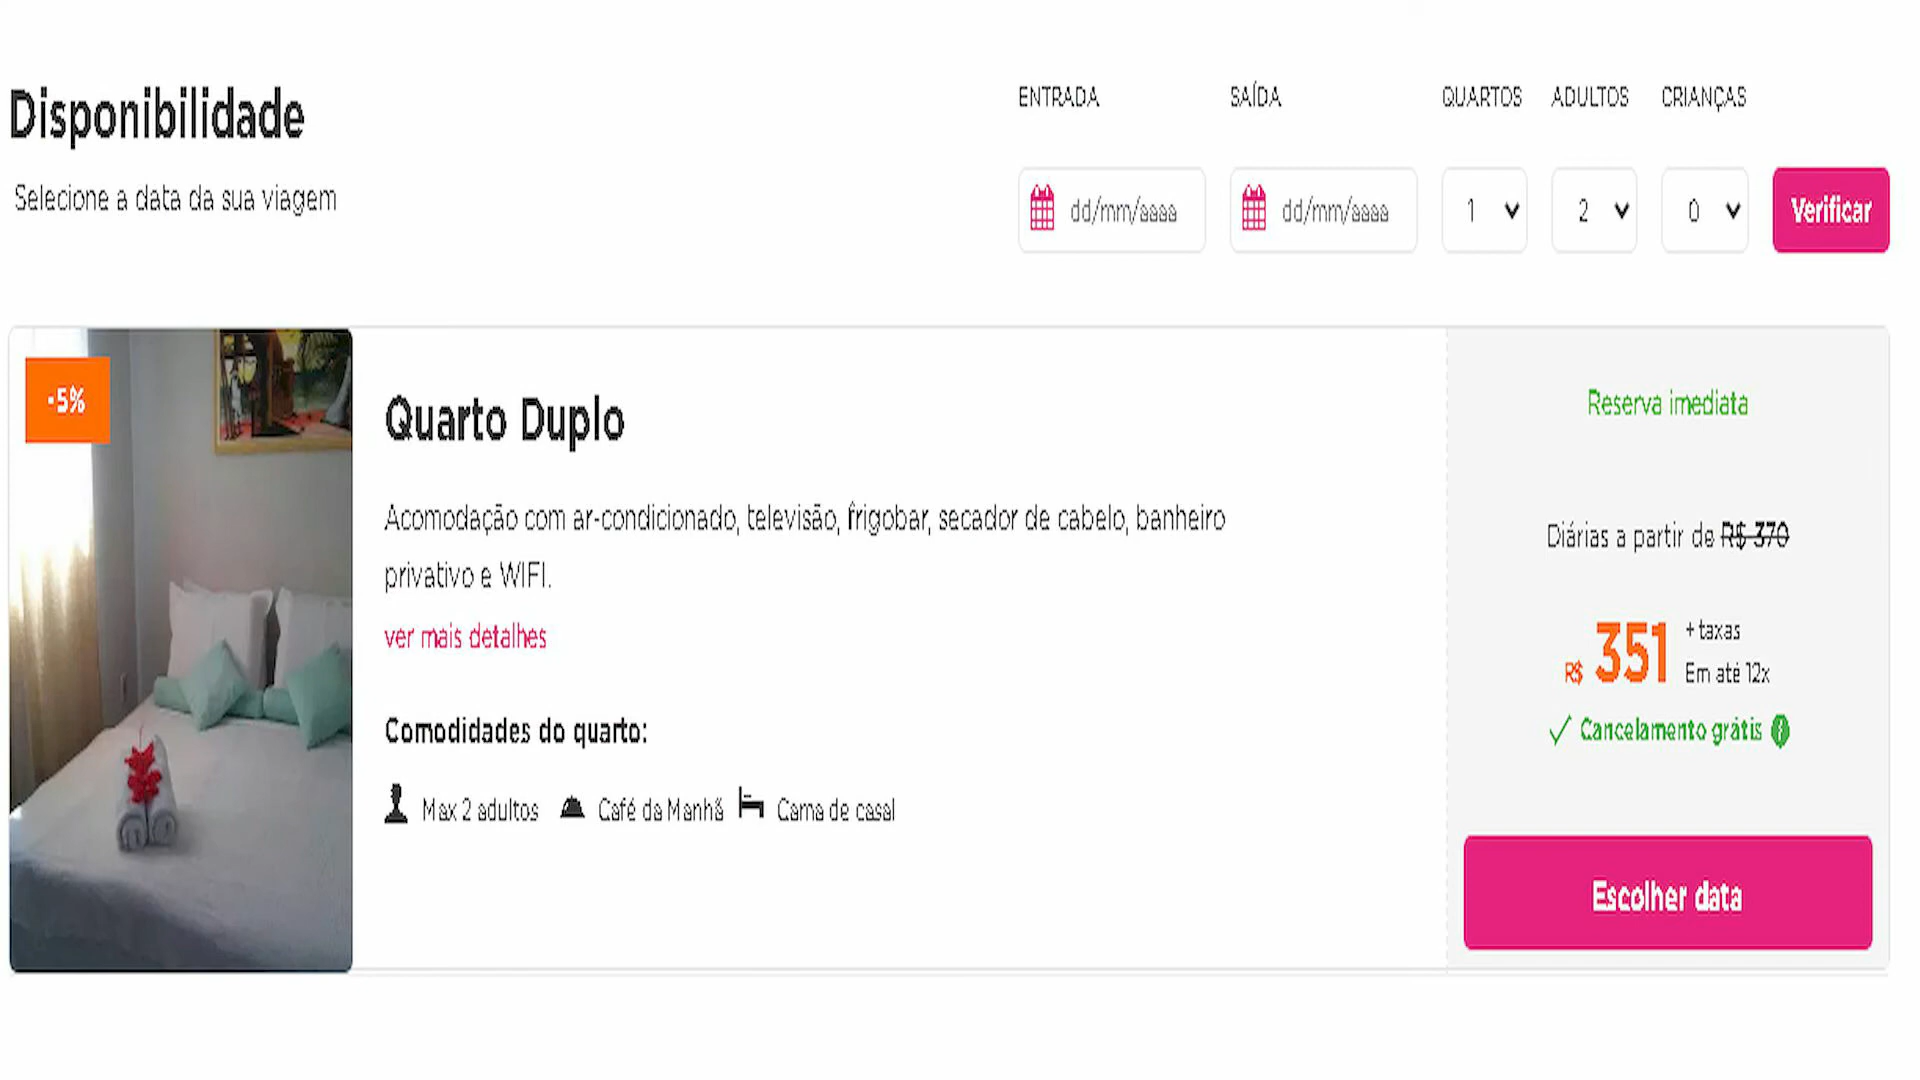 Disponibilidade
Selecione a data da sua viagem
ENTRADA SAÍDA QUARTOS ADULTOS CRIANÇAS
dd/mm/aaaa dd/mm/aaaa 1 2 0 Verificar
-5%
Quarto Duplo
Acomodação com ar-condicionado, televisão, frigobar, secador de cabelo, banheiro
privativo e WIFI.
ver mais detalhes
Comodidades do quarto:
Max 2 adultos Café da Manhã Cama de casal
Reserva imediata
Diárias a partir de R$ 370
R$ 351 + taxas
Em até 12x
Cancelamento grátis
Escolher data